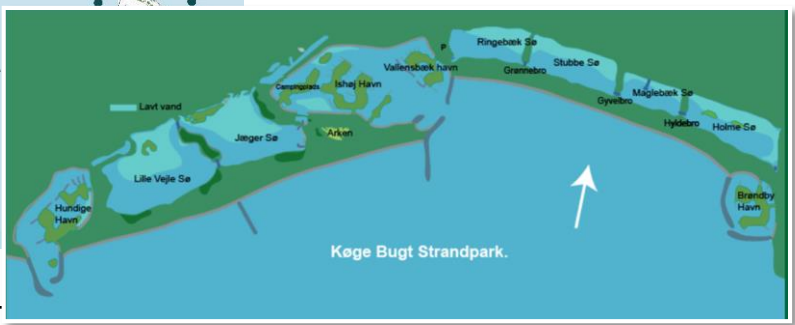 Ringebæk Sø
P
Stubbe Sø
Vallensbæk havn
Grønnebro
Campingplads
Ishøj Havn
Maglebæk Sø
Gyvelbro
Lavt vand
Hyldebro
Holme Sø
Arken
Jæger Sø
Lille Vejle Sø
Brøndby
Havn
Hundige
Havn
Køge Bugt Strandpark.